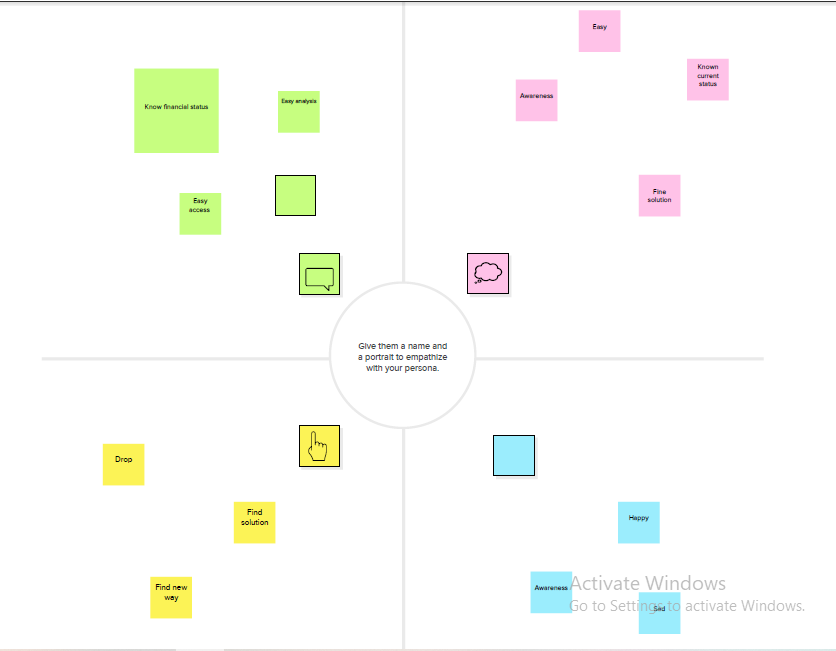 Easy
Known
current
status
Awareness
Know financial status
Easy analysis
Fine
solution
Easy
access
Give them a name and
a portrait to empathize
with your persona.
Drop
Find
solution
Happy
Find new
way
Awareness
Sad
Activate Windows
Go to Settings to activate Windows.